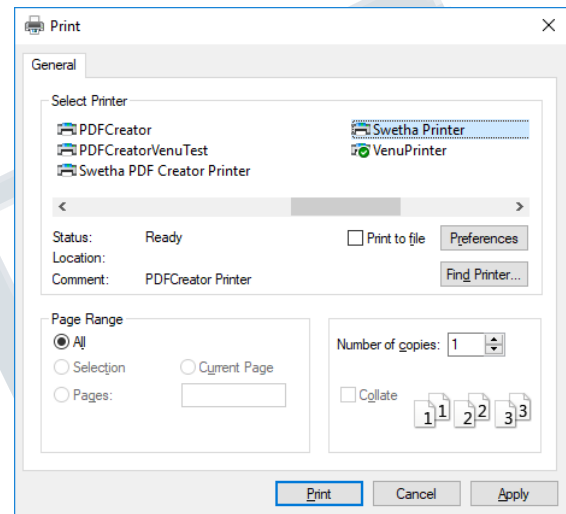 Print
General
Select Printer
PDFCreator
Swetha Printer
PDFCreatorVenuTest
VenuPrinter
Swetha PDF Creator Printer
Status: Ready
Print to file
Preferences
Location:
Comment: PDFCreator Printer
Find Printer...
Page Range
All
Selection
Current Page
Pages:
Number of copies: 1
Collate
1 1 2 2 3 3
Print
Cancel
Apply